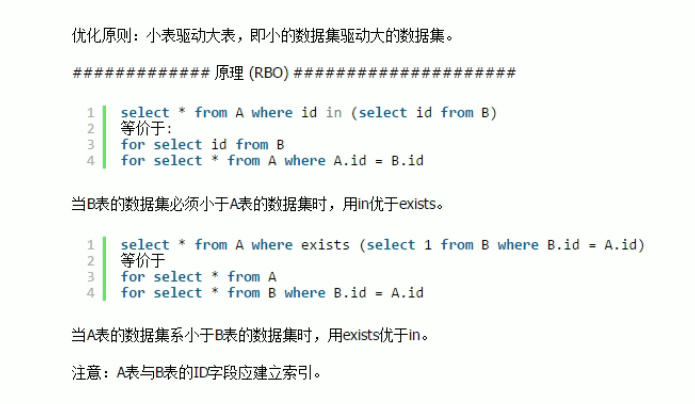 优化原则：小表驱动大表，即小的数据集驱动大的数据集。
############# 原理 (RBO) #####################
1 select * from A where id in (select id from B)
2 等价于:
3 for select id from B
4 for select * from A where A.id = B.id
当B表的数据集必须小于A表的数据集时，用in优于exists。
1 select * from A where exists (select 1 from B where B.id = A.id)
2 等价于
3 for select * from A
4 for select * from B where B.id = A.id
当A表的数据集系小于B表的数据集时，用exists优于in。
注意：A表与B表的ID字段应建立索引。